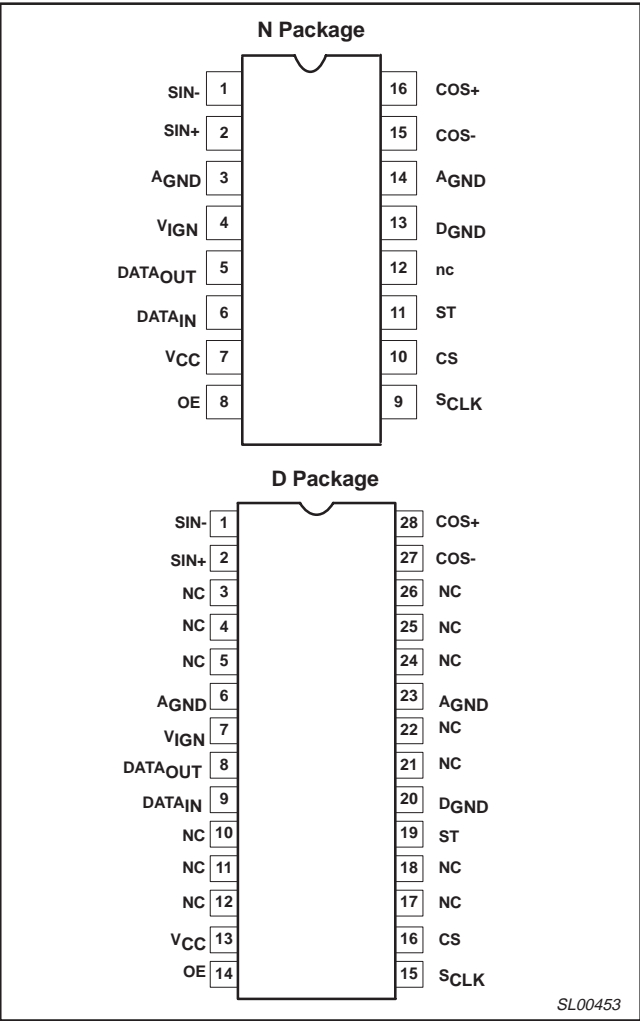 N Package
SIN- 1 16 COS+
SIN+ 2 15 COS-
AGND 3 14 AGND
VIGN 4 13 DGND
DATAOUT 5 12 nc
DATAIN 6 11 ST
VCC 7 10 CS
OE 8 9 SCLK
D Package
SIN- 1 28 COS+
SIN+ 2 27 COS-
NC 3 26 NC
NC 4 25 NC
NC 5 24 NC
AGND 6 23 AGND
VIGN 7 22 NC
DATAOUT 8 21 NC
DATAIN 9 20 DGND
NC 10 19 ST
NC 11 18 NC
NC 12 17 NC
VCC 13 16 CS
OE 14 15 SCLK
SL00453